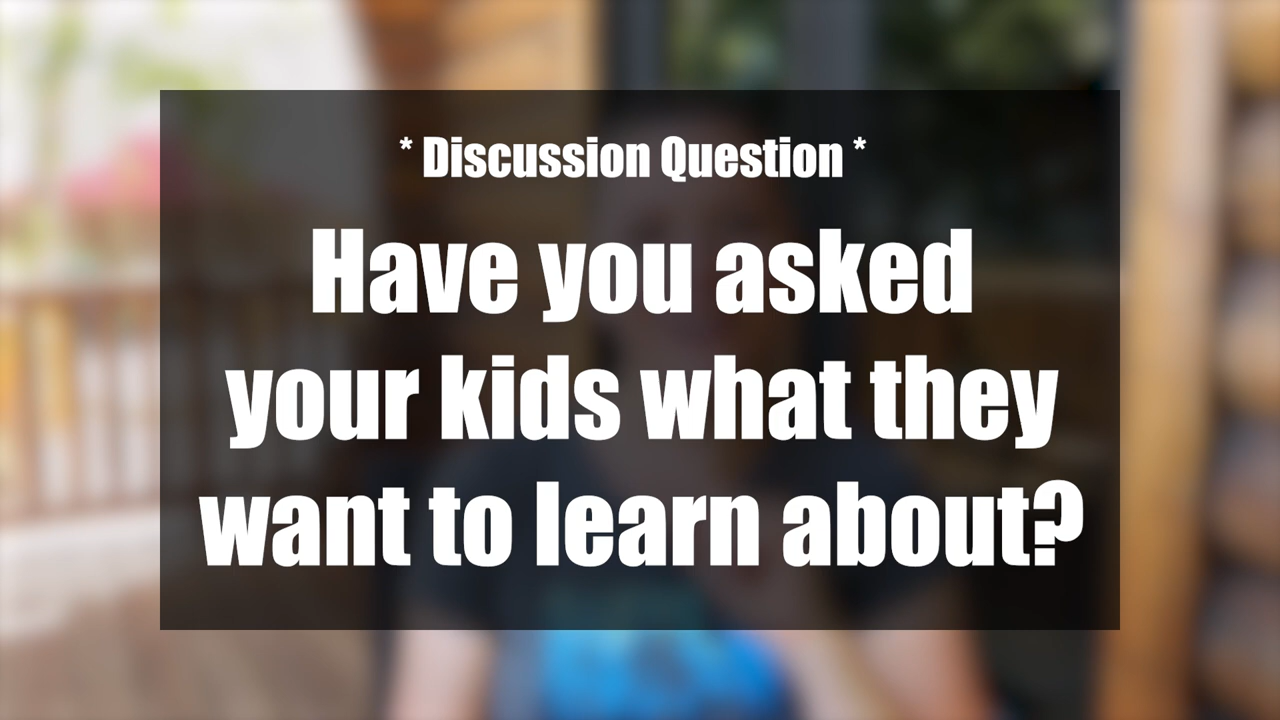 * Discussion Question *
Have you asked
your kids what they
want to learn about?